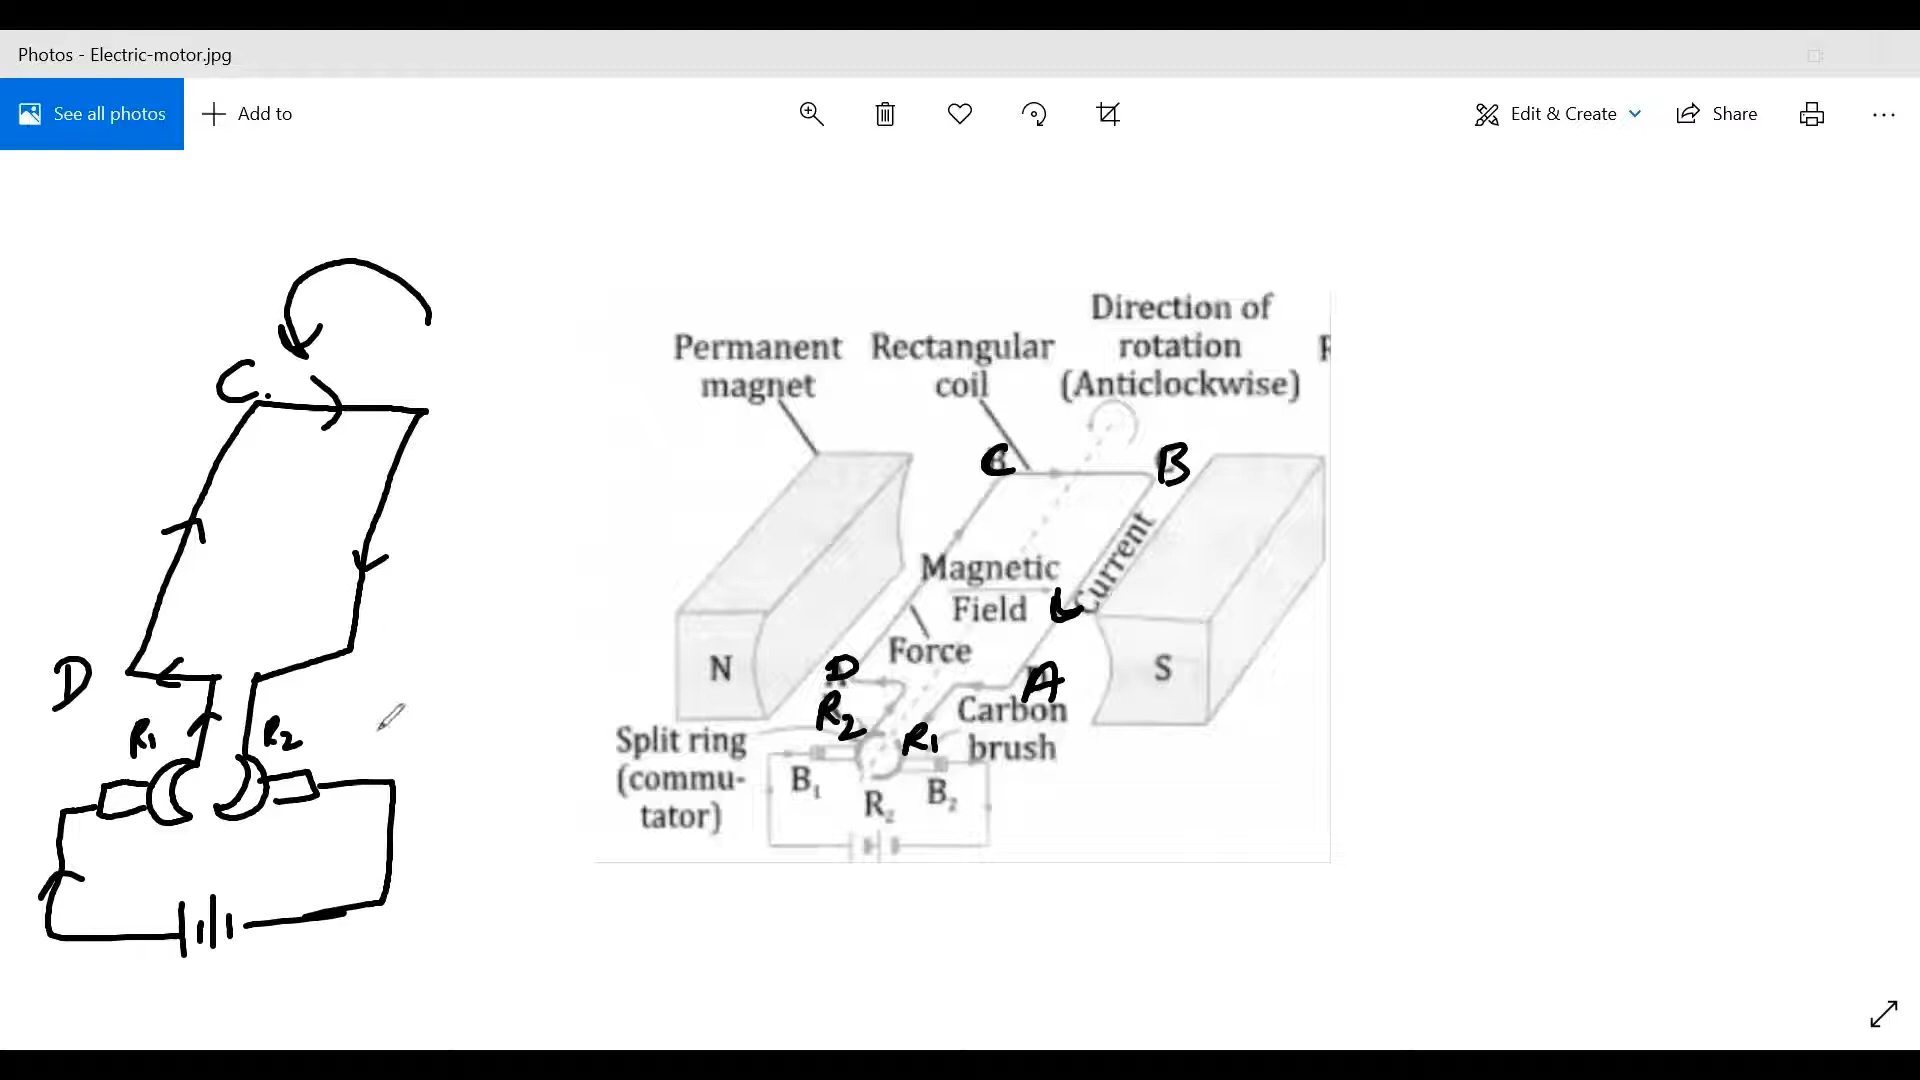 Photos - Electric-motor.jpg
See all photos
Add to
Edit & Create
Share
C
D
R1
R2
Permanent
magnet
Rectangular
coil
Direction of
rotation
(Anticlockwise)
C
B
Current
Magnetic
Field
Force
N
S
D
A
R2
R1
Split ring
(commu-
tator)
Carbon
brush
B1
R2
B2